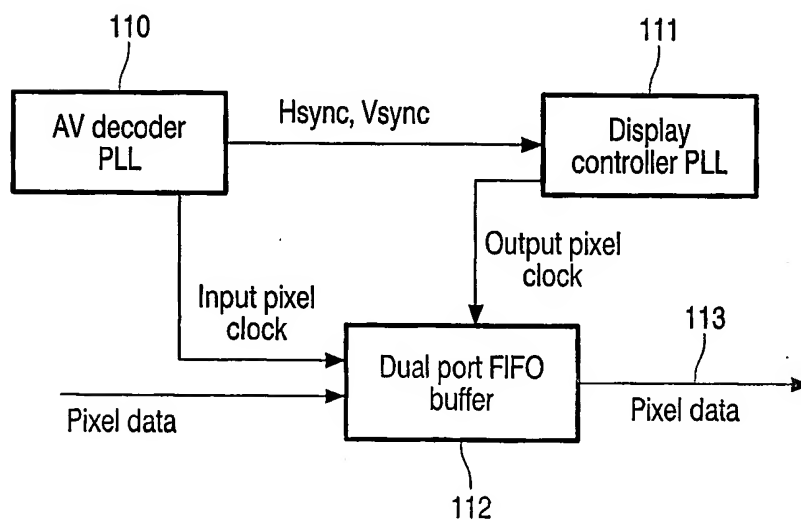 110
111
AV decoder
PLL
Hsync, Vsync
Display
controller PLL
Output pixel
clock
Input pixel
clock
113
Dual port FIFO
buffer
Pixel data
Pixel data
112